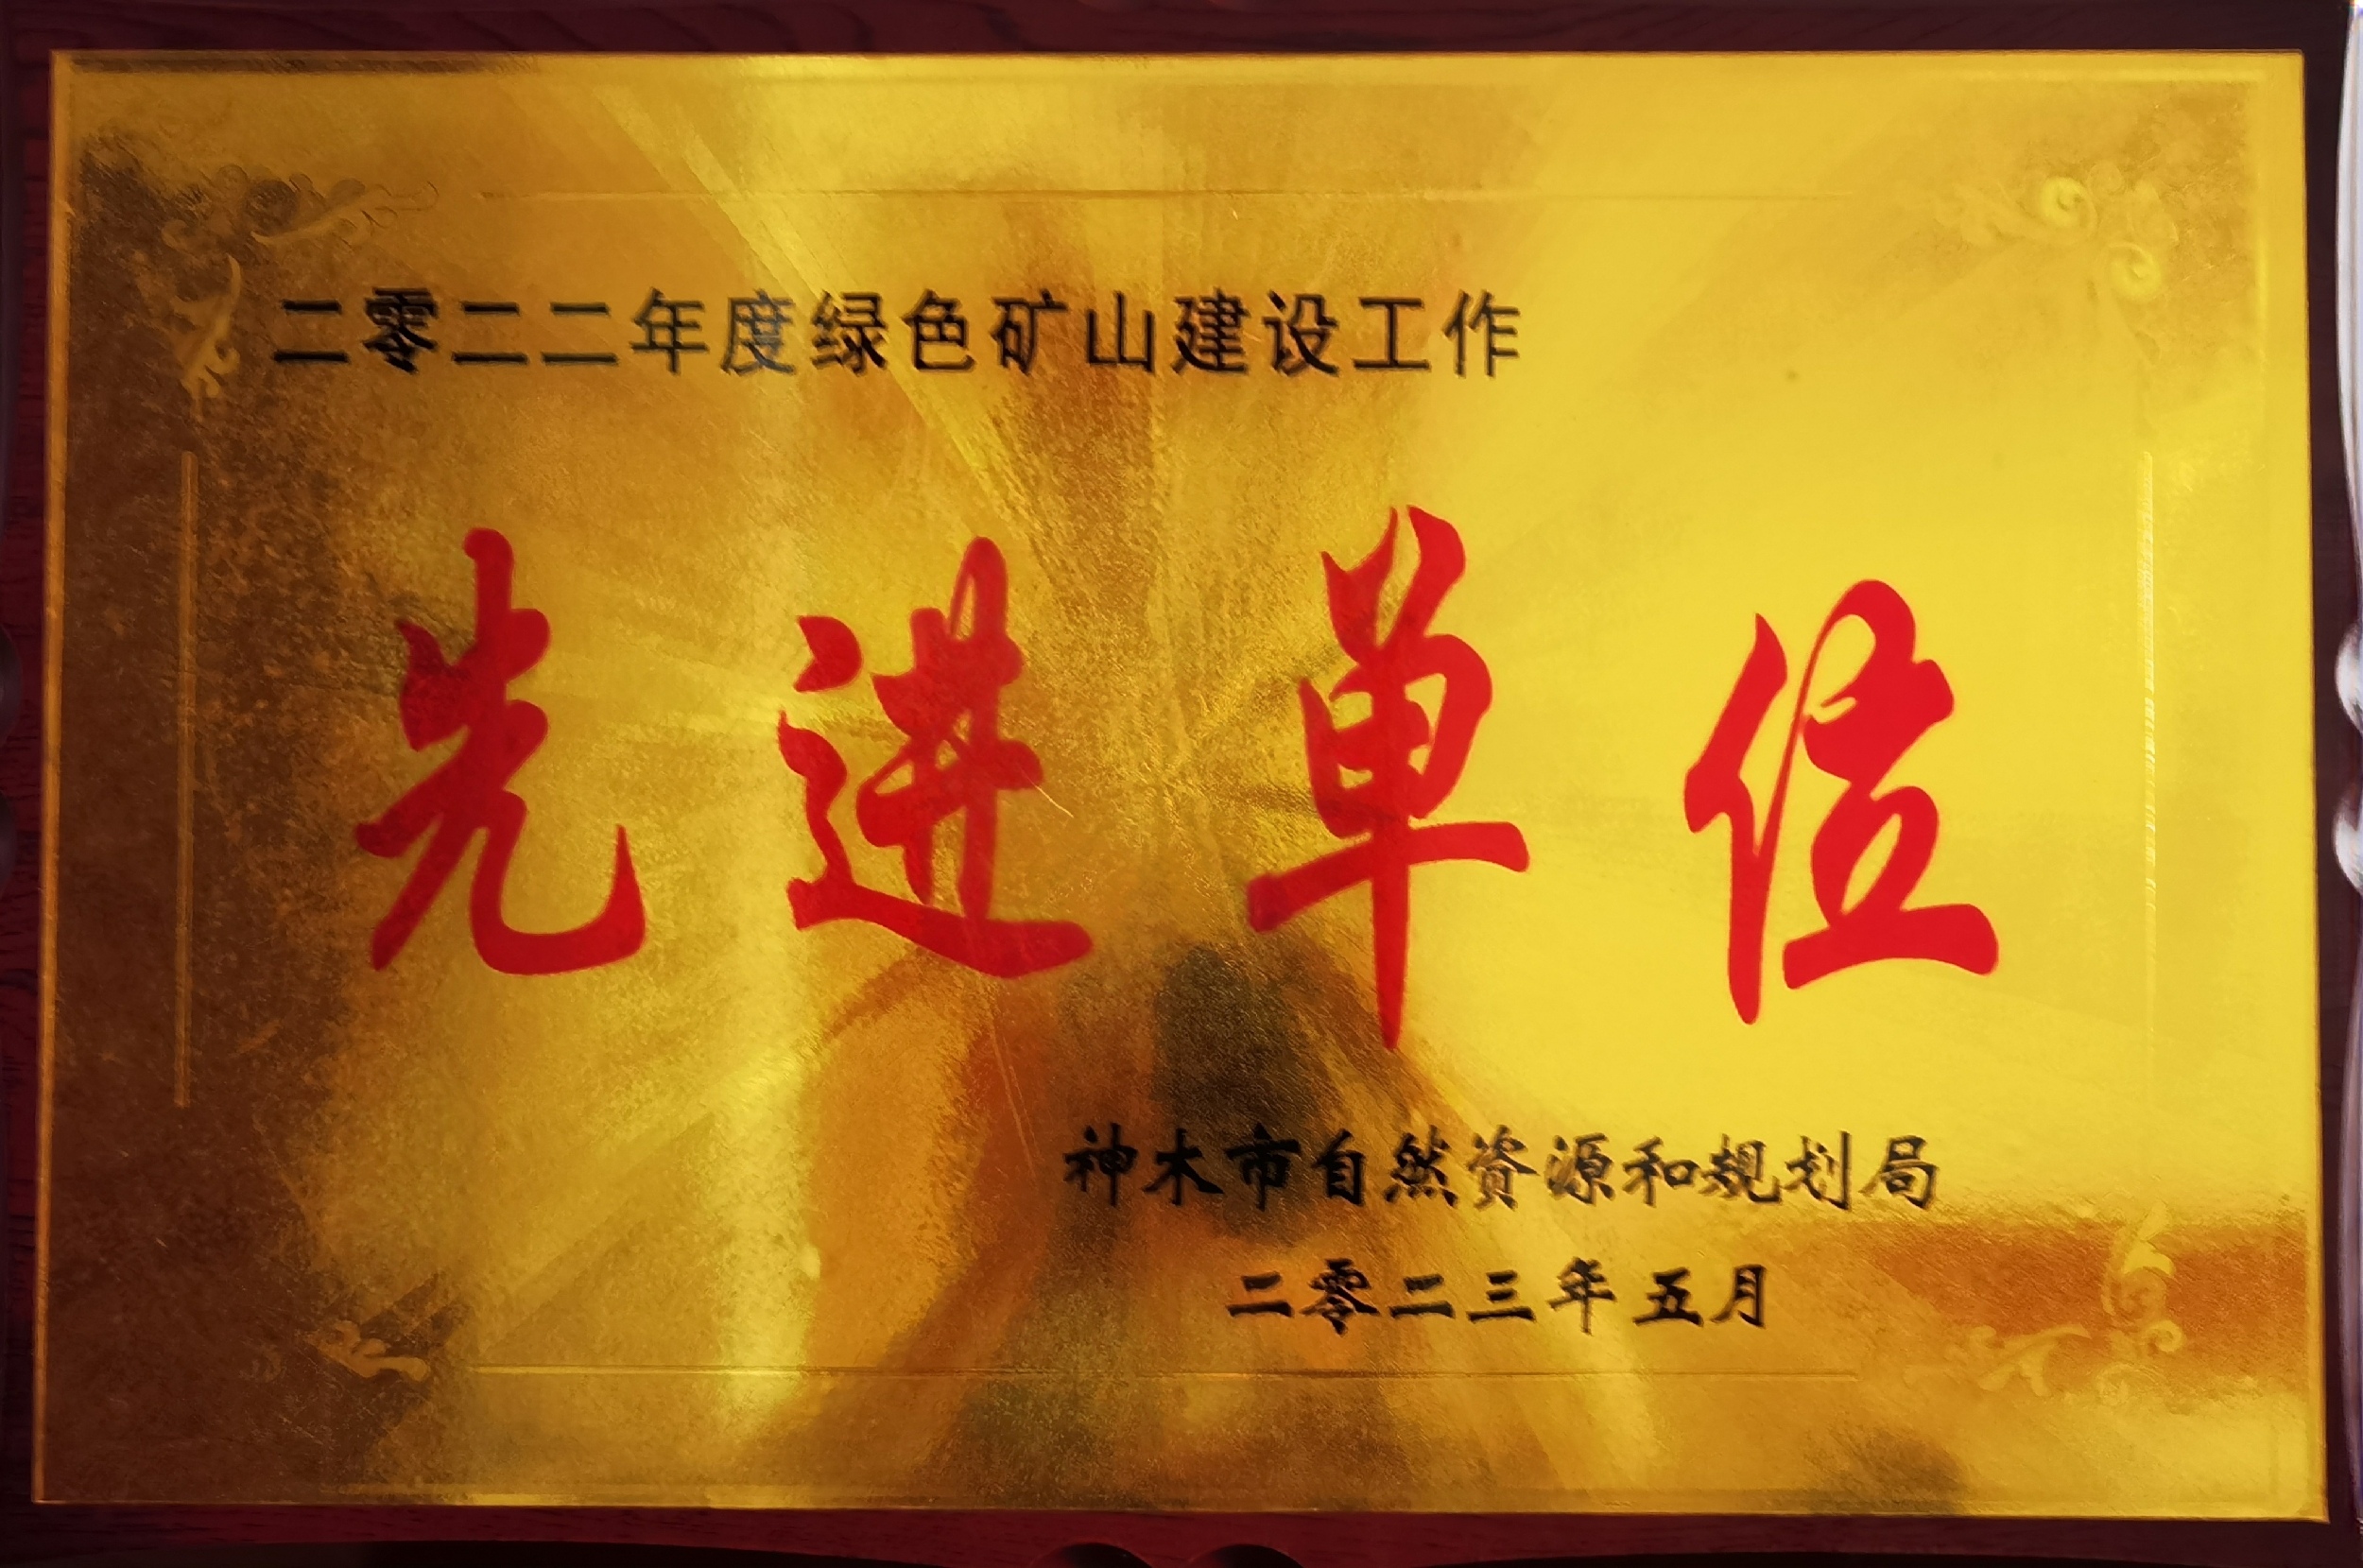 二零二二年度绿色矿山建设工作
先进单位
神木市自然资源和规划局
二零二三年五月